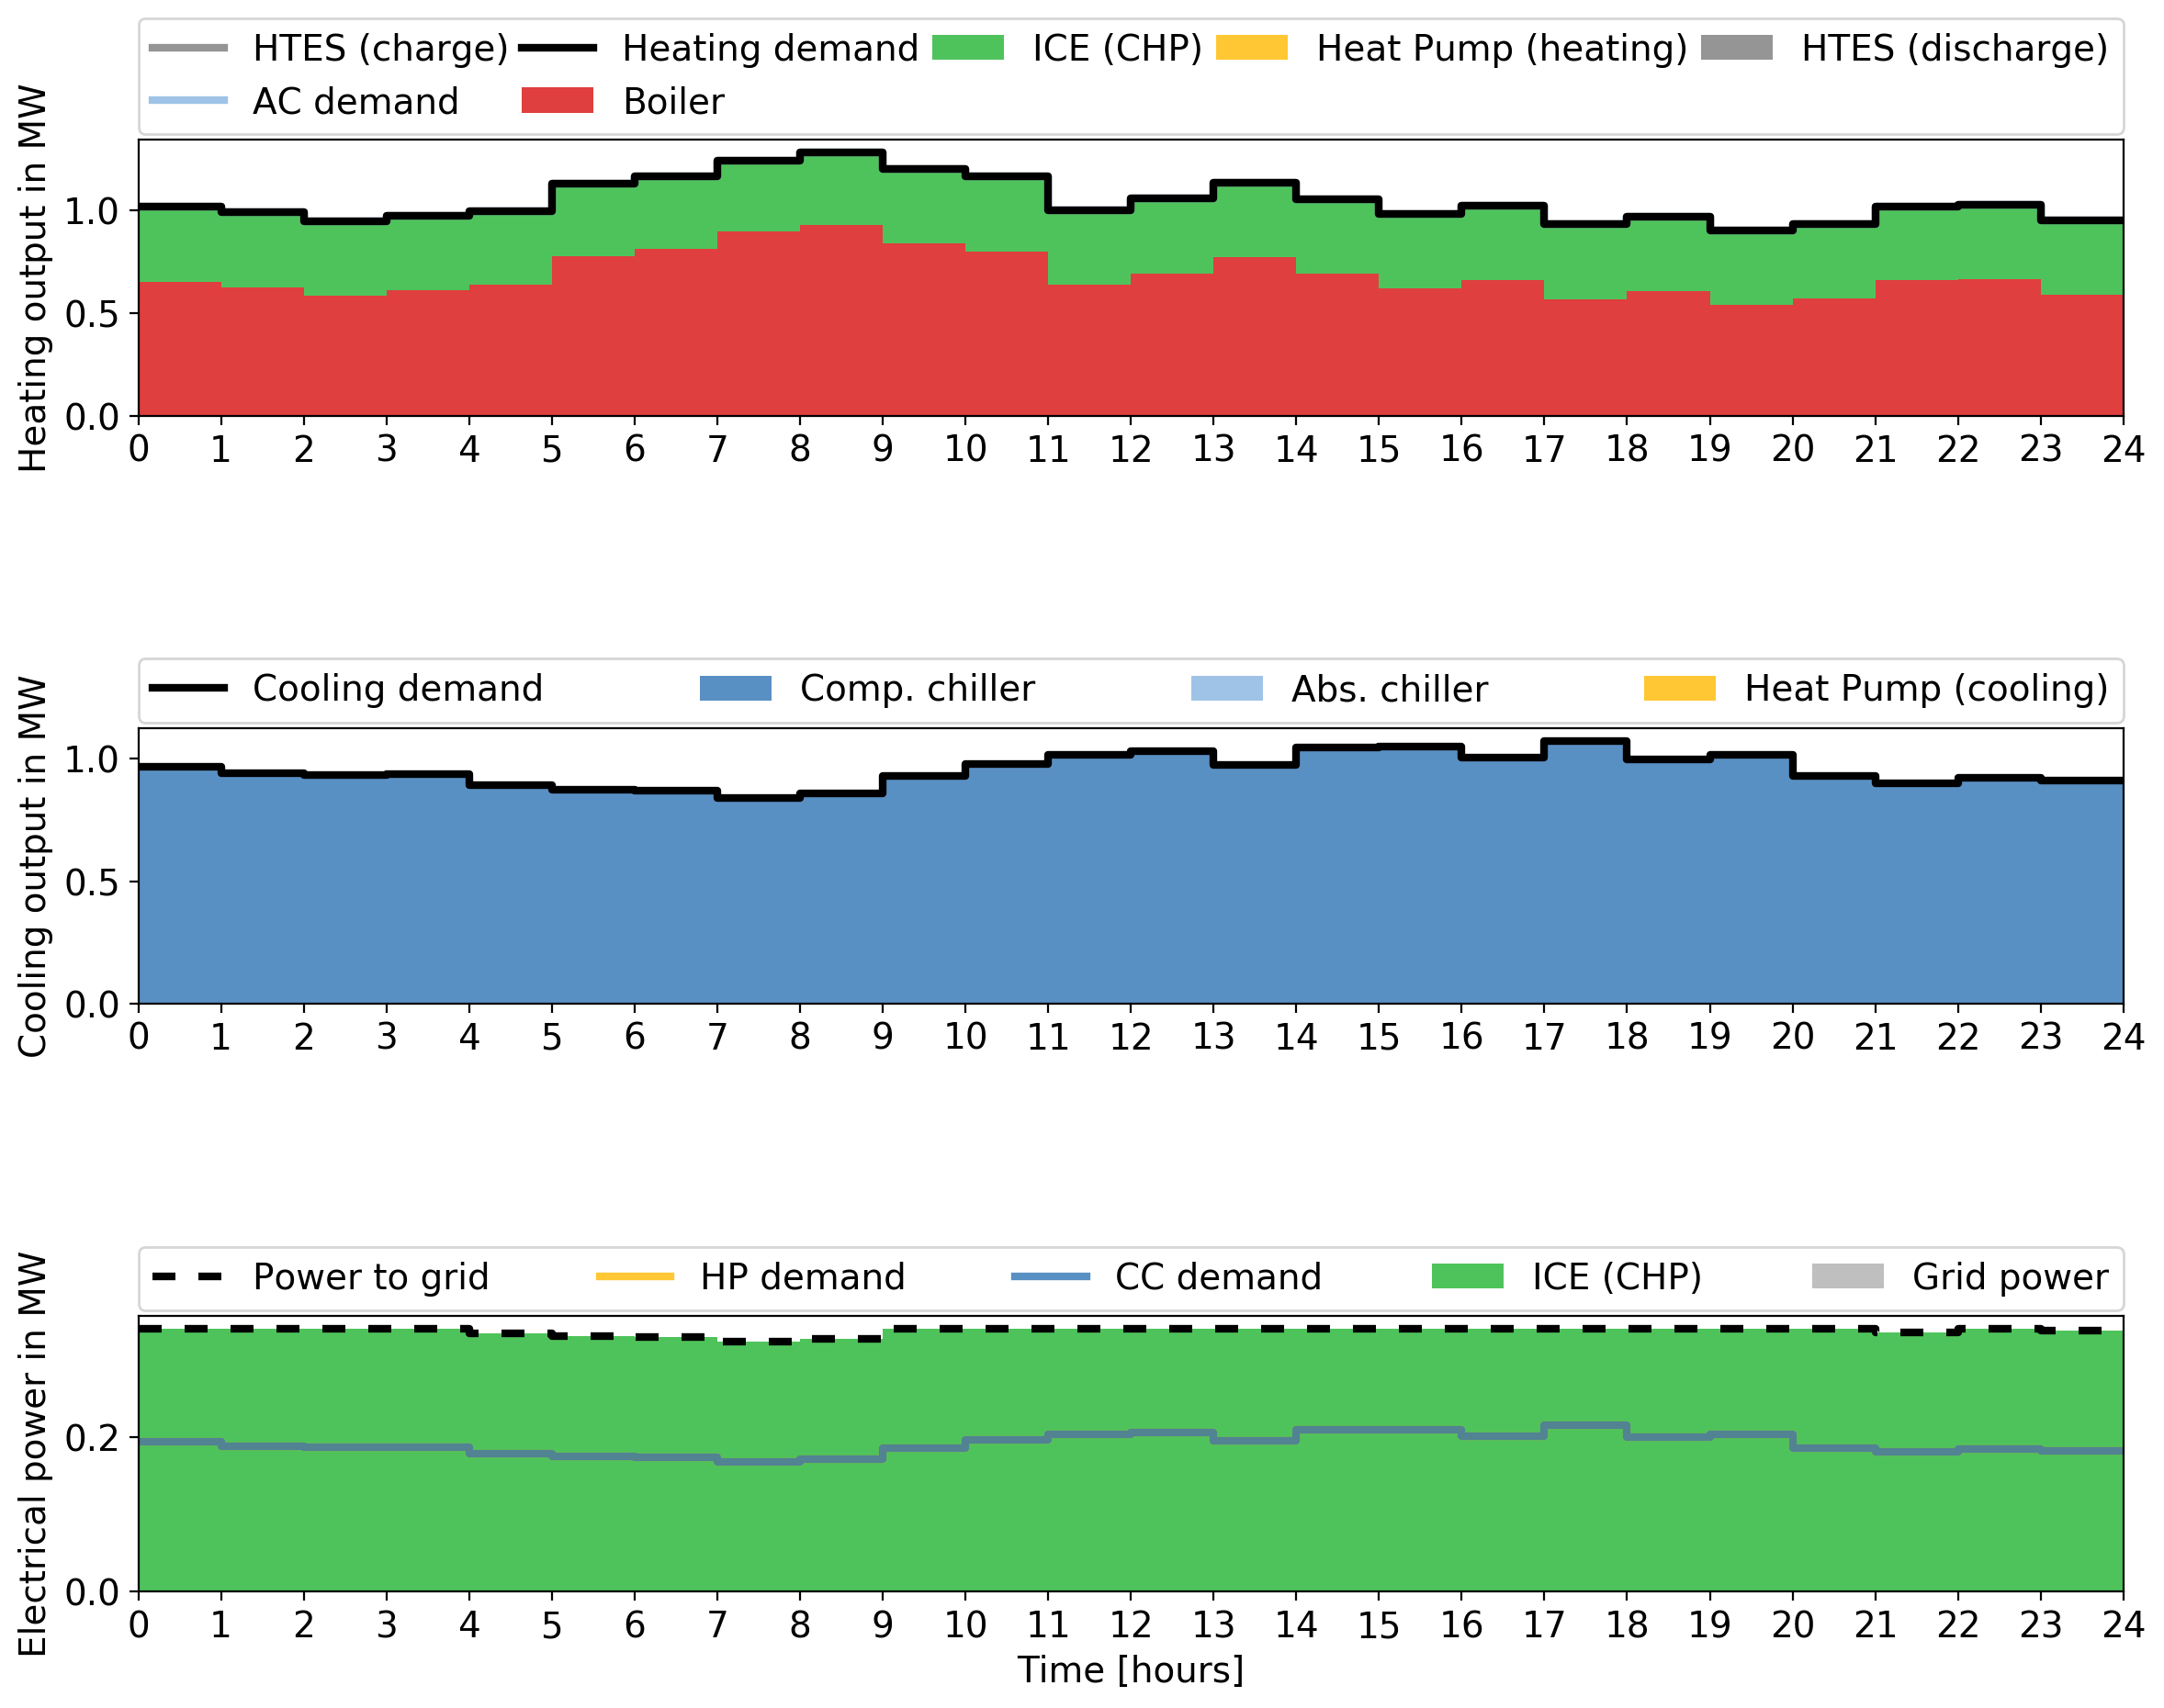 HTES (charge) Heating demand ICE (CHP) Heat Pump (heating) HTES (discharge)
AC demand Boiler
Heating output in MW
1.0
0.5
0.0
0 1 2 3 4 5 6 7 8 9 10 11 12 13 14 15 16 17 18 19 20 21 22 23 24
Cooling demand Comp. chiller Abs. chiller Heat Pump (cooling)
Cooling output in MW
1.0
0.5
0.0
0 1 2 3 4 5 6 7 8 9 10 11 12 13 14 15 16 17 18 19 20 21 22 23 24
Power to grid HP demand CC demand ICE (CHP) Grid power
Electrical power in MW
0.2
0.0
0 1 2 3 4 5 6 7 8 9 10 11 12 13 14 15 16 17 18 19 20 21 22 23 24
Time [hours]